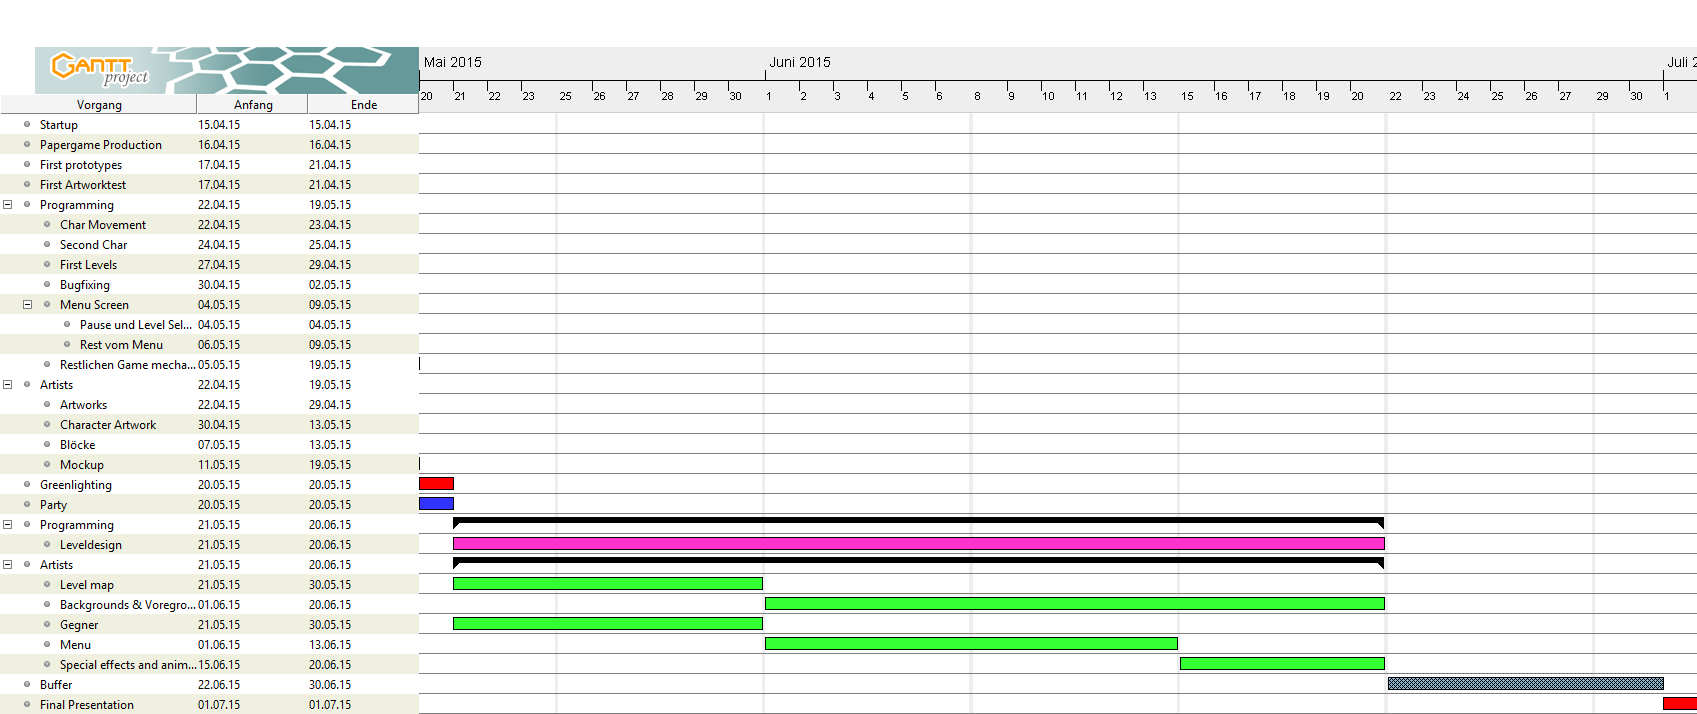 GANTT
project
Mai 2015 Juni 2015 Juli 2
20 21 22 23 25 26 27 28 29 30 1 2 3 4 5 6 8 9 10 11 12 13 15 16 17 18 19 20 22 23 24 25 26 27 29 30 1
Vorgang Anfang Ende
Startup 15.04.15 15.04.15
Papergame Production 16.04.15 16.04.15
First prototypes 17.04.15 21.04.15
First Artworktest 17.04.15 21.04.15
Programming 22.04.15 19.05.15
Char Movement 22.04.15 23.04.15
Second Char 24.04.15 25.04.15
First Levels 27.04.15 29.04.15
Bugfixing 30.04.15 02.05.15
Menu Screen 04.05.15 09.05.15
Pause und Level Sel... 04.05.15 04.05.15
Rest vom Menu 06.05.15 09.05.15
Restlichen Game mecha... 05.05.15 19.05.15
Artists 22.04.15 19.05.15
Artworks 22.04.15 29.04.15
Character Artwork 30.04.15 13.05.15
Blöcke 07.05.15 13.05.15
Mockup 11.05.15 19.05.15
Greenlighting 20.05.15 20.05.15
Party 20.05.15 20.05.15
Programming 21.05.15 20.06.15
Leveldesign 21.05.15 20.06.15
Artists 21.05.15 20.06.15
Level map 21.05.15 30.05.15
Backgrounds & Voregro... 01.06.15 20.06.15
Gegner 21.05.15 30.05.15
Menu 01.06.15 13.06.15
Special effects and anim... 15.06.15 20.06.15
Buffer 22.06.15 30.06.15
Final Presentation 01.07.15 01.07.15